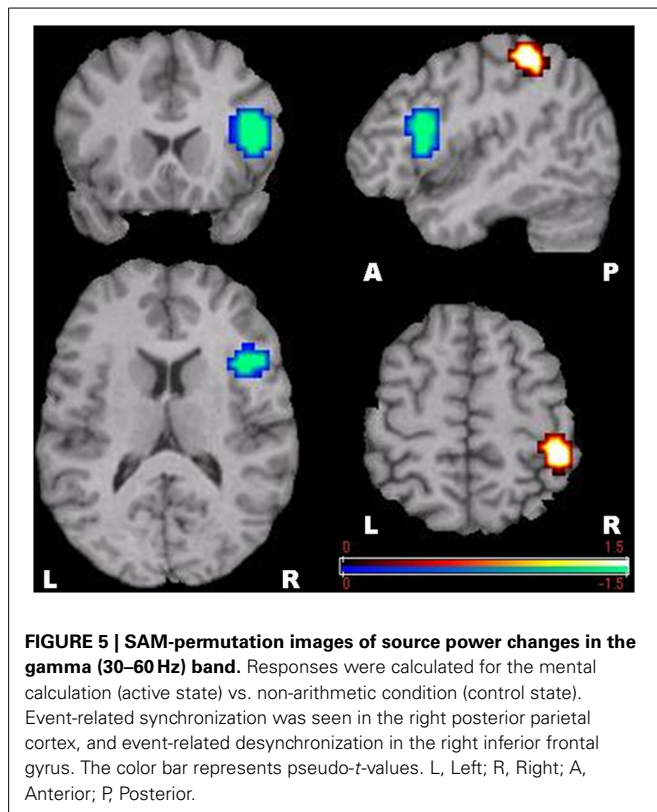 A P
L R
L R
0 1.5
0 -1.5
FIGURE 5 | SAM-permutation images of source power changes in the
gamma (30–60 Hz) band. Responses were calculated for the mental
calculation (active state) vs. non-arithmetic condition (control state).
Event-related synchronization was seen in the right posterior parietal
cortex, and event-related desynchronization in the right inferior frontal
gyrus. The color bar represents pseudo-t-values. L, Left; R, Right; A,
Anterior; P, Posterior.